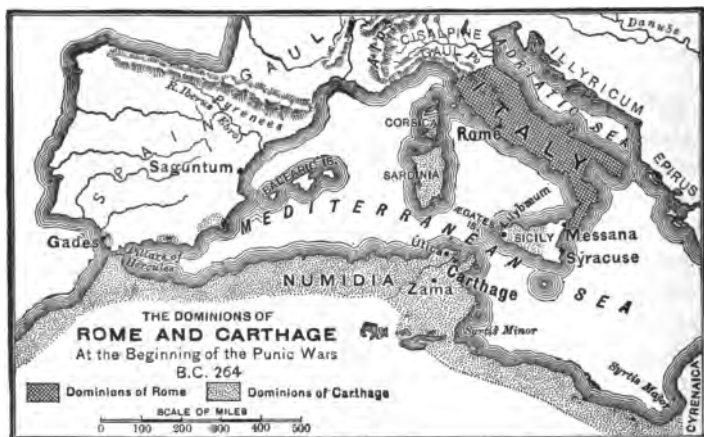 GAUL
Alps
CISALPINE
GAUL
Po
Danube
ILLYRICUM
ADRIATIC SEA
Pyrenees
R. Iberus (Ebro)
SPAIN
Saguntum
CORSICA
Rome
ITALY
EPIRUS
BALEARIC IS.
SARDINIA
MEDITERRANEAN SEA
ÆGATES
IS.
Lilybœum
SICILY
Messana
Syracuse
Gades
Pillars of
Hercules
Utica
Carthage
NUMIDIA
Zama
Syrtis Minor
Syrtis Major
CYRENAICA
THE DOMINIONS OF
ROME AND CARTHAGE
At the Beginning of the Punic Wars
B.C. 264
Dominions of Rome
Dominions of Carthage
SCALE OF MILES
0 100 200 300 400 500